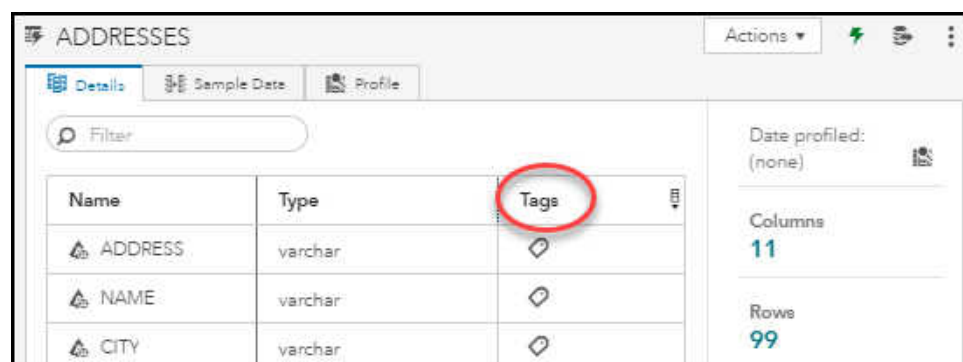 ADDRESSES
Actions
Details Sample Data Profile
Filter
Date profiled:
(none)
Name Type Tags
Columns
11
ADDRESS varchar
NAME varchar
Rows
99
CITY varchar